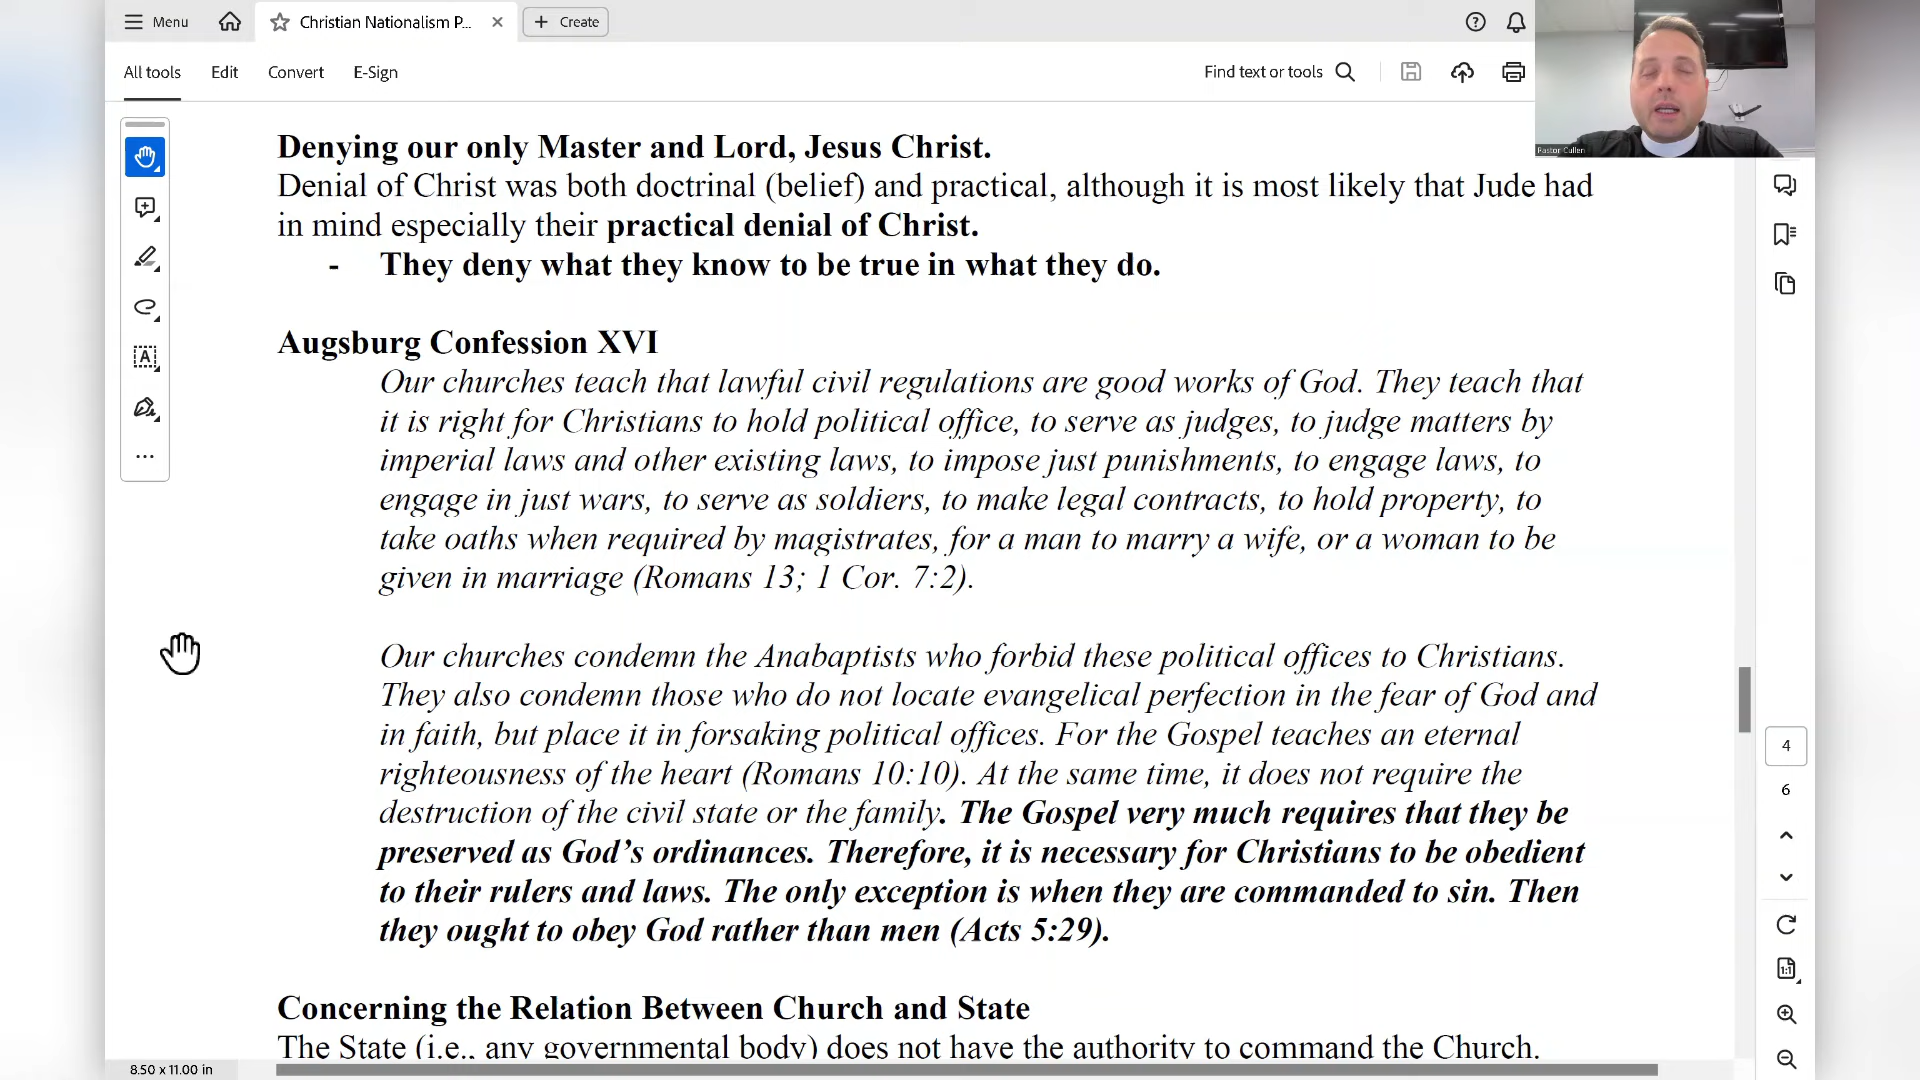 Menu
Christian Nationalism P...
Create
All tools
Edit
Convert
E-Sign
Find text or tools
Pastor Cullen
Denying our only Master and Lord, Jesus Christ.
Denial of Christ was both doctrinal (belief) and practical, although it is most likely that Jude had
in mind especially their practical denial of Christ.
- They deny what they know to be true in what they do.
Augsburg Confession XVI
Our churches teach that lawful civil regulations are good works of God. They teach that
it is right for Christians to hold political office, to serve as judges, to judge matters by
imperial laws and other existing laws, to impose just punishments, to engage laws, to
engage in just wars, to serve as soldiers, to make legal contracts, to hold property, to
take oaths when required by magistrates, for a man to marry a wife, or a woman to be
given in marriage (Romans 13; 1 Cor. 7:2).
Our churches condemn the Anabaptists who forbid these political offices to Christians.
They also condemn those who do not locate evangelical perfection in the fear of God and
in faith, but place it in forsaking political offices. For the Gospel teaches an eternal
righteousness of the heart (Romans 10:10). At the same time, it does not require the
destruction of the civil state or the family. The Gospel very much requires that they be
preserved as God's ordinances. Therefore, it is necessary for Christians to be obedient
to their rulers and laws. The only exception is when they are commanded to sin. Then
they ought to obey God rather than men (Acts 5:29).
Concerning the Relation Between Church and State
The State (i.e., any governmental body) does not have the authority to command the Church.
4
6
8.50 x 11.00 in